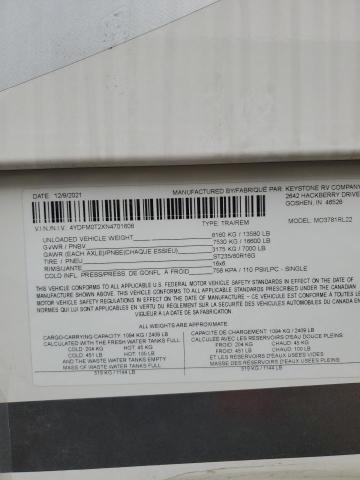 DATE: 12/9/2021
MANUFACTURED BY/FABRIQUÉ PAR: KEYSTONE RV COMPANY
2642 HACKBERRY DRIVE
GOSHEN, IN 46526
V.I.N./N.I.V.: 4YDFM0T2XN4701606
TYPE: TRA/REM
MODEL: MC3781RL22
UNLOADED VEHICLE WEIGHT: 6160 KG / 13580 LB
GVWR / PNBV 7530 KG / 16600 LB
GAWR (EACH AXLE)/PNBE(CHAQUE ESSIEU) 3175 KG / 7000 LB
TIRE / PNEU ST235/80R16G
RIMS/JANTE 16x6
COLD INFL. PRESS/PRESS DE GONFL A FROID 758 KPA / 110 PSI/LPC - SINGLE
THIS VEHICLE CONFORMS TO ALL APPLICABLE U.S. FEDERAL MOTOR VEHICLE SAFETY STANDARDS IN EFFECT ON THE DATE OF
MANUFACTURE SHOWN ABOVE. THIS VEHICLE CONFORMS TO ALL APPLICABLE STANDARDS PRESCRIBED UNDER THE CANADIAN
MOTOR VEHICLE SAFETY REGULATIONS IN EFFECT ON THE DATE OF MANUFACTURE - CE VEHICULE EST CONFORME A TOUTES LES
NORMES QUI LUI SONT APPLICABLES EN VERTU DU REGLEMENT SUR LA SECURITE DES VEHICULES AUTOMOBILES DU CANADA EN
VIGUEUR A LA DATE DE SA FABRICATION
ALL WEIGHTS ARE APPROXIMATE
CARGO-CARRYING CAPACITY: 1094 KG / 2409 LB
CALCULATED WITH THE FRESH WATER TANKS FULL
COLD: 204 KG HOT: 45 KG
COLD: 451 LB HOT: 100 LB
AND THE WASTE WATER TANKS EMPTY
MASS OF WASTE WATER TANKS FULL
519 KG / 1144 LB
CAPACITE DE CHARGEMENT: 1094 KG / 2409 LB
CALCULEE AVEC LES RESERVOIRS D'EAU DOUCE PLEINS
FROID: 204 KG CHAUD: 45 KG
FROID: 451 LB CHAUD: 100 LB
ET LES RESERVOIRS D'EAUX USEES VIDES
MASSE DES RESERVOIRS D'EAUX USEES PLEINS
519 KG / 1144 LB